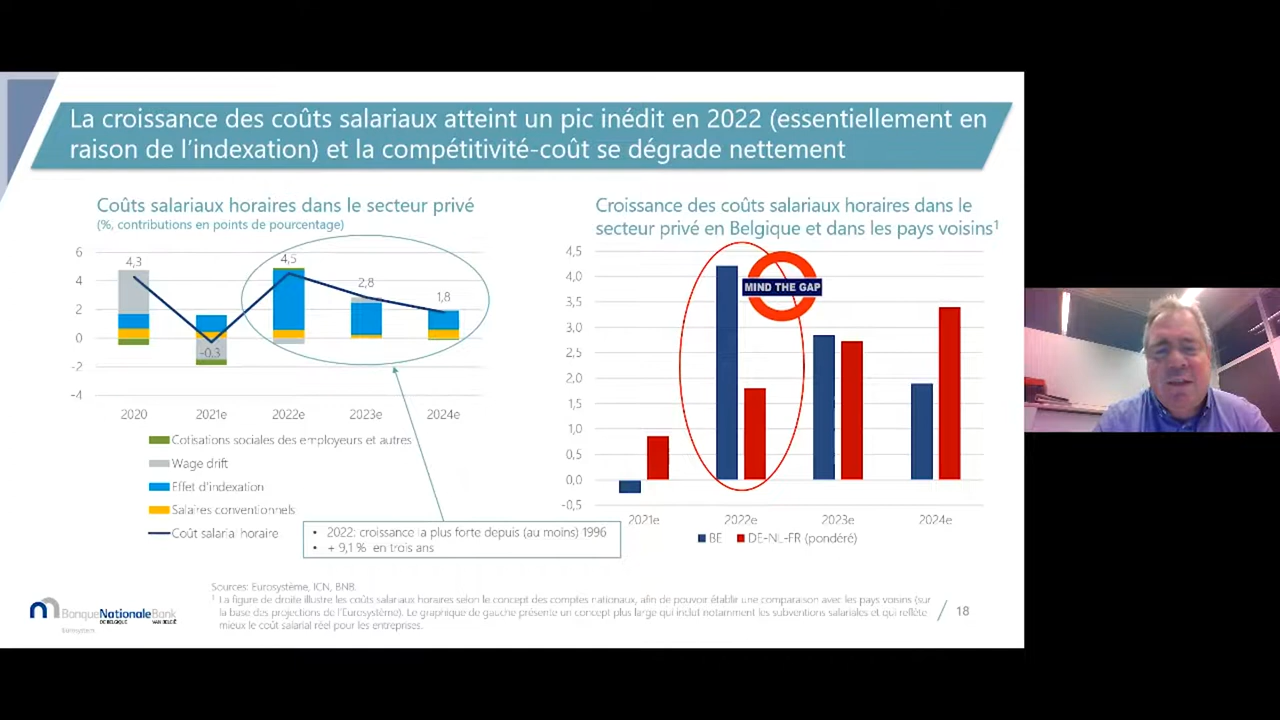 La croissance des coûts salariaux atteint un pic inédit en 2022 (essentiellement en
raison de l'indexation) et la compétitivité-coût se dégrade nettement
Coûts salariaux horaires dans le secteur privé
(%, contributions en points de pourcentage)
6
4
2
0
-2
-4
4,3
-0.3
4,5
2,8
1,8
2020
2021e
2022e
2023e
2024e
Cotisations sociales des employeurs et autres
Wage drift
Effet d'indexation
Salaires conventionnels
Coût salarial horaire
• 2022: croissance la plus forte depuis (au moins) 1996
• + 9,1 % en trois ans
Croissance des coûts salariaux horaires dans le
secteur privé en Belgique et dans les pays voisins¹
4,5
4,0
3,5
3,0
2,5
2,0
1,5
1,0
0,5
0,0
-0,5
MIND THE GAP
2021e
2022e
2023e
2024e
BE
DE-NL-FR (pondéré)
Sources: Eurosystème, ICN, BNB.
¹ La figure de droite illustre les coûts salariaux horaires selon le concept des comptes nationaux, afin de pouvoir établir une comparaison avec les pays voisins (sur
la base des projections de l'Eurosystème). Le graphique de gauche présente un concept plus large qui inclut notamment les subventions salariales et qui reflète
mieux le coût salarial réel pour les entreprises.
BanqueNationaleBank
DE BELGIQUE VAN BELGIË
Eurosystem
18